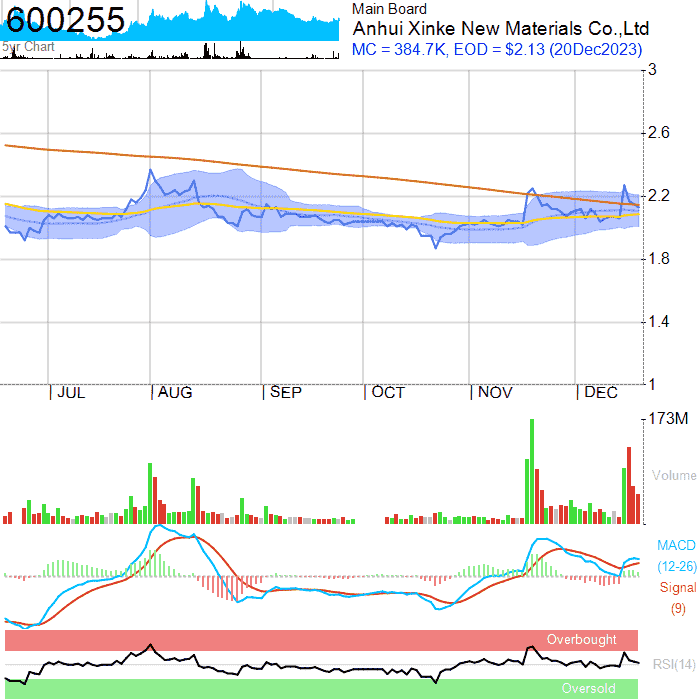 600255
5yr Chart
Main Board
Anhui Xinke New Materials Co.,Ltd
MC = 384.7K, EOD = $2.13 (20Dec2023)
3
2.6
2.2
1.8
1.4
1
JUL
AUG
SEP
OCT
NOV
DEC
173M
Volume
MACD
(12-26)
Signal
(9)
Overbought
RSI(14)
Oversold